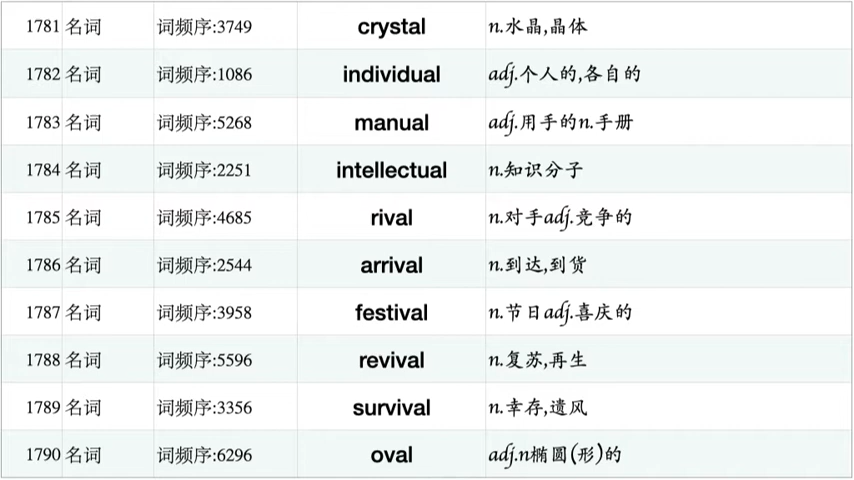 1781 名词 词频序:3749 crystal n.水晶,晶体
1782 名词 词频序:1086 individual adj.个人的,各自的
1783 名词 词频序:5268 manual adj.用手的n.手册
1784 名词 词频序:2251 intellectual n.知识分子
1785 名词 词频序:4685 rival n.对手adj.竞争的
1786 名词 词频序:2544 arrival n.到达,到货
1787 名词 词频序:3958 festival n.节日adj.喜庆的
1788 名词 词频序:5596 revival n.复苏,再生
1789 名词 词频序:3356 survival n.幸存,遗风
1790 名词 词频序:6296 oval adj.n椭圆(形)的